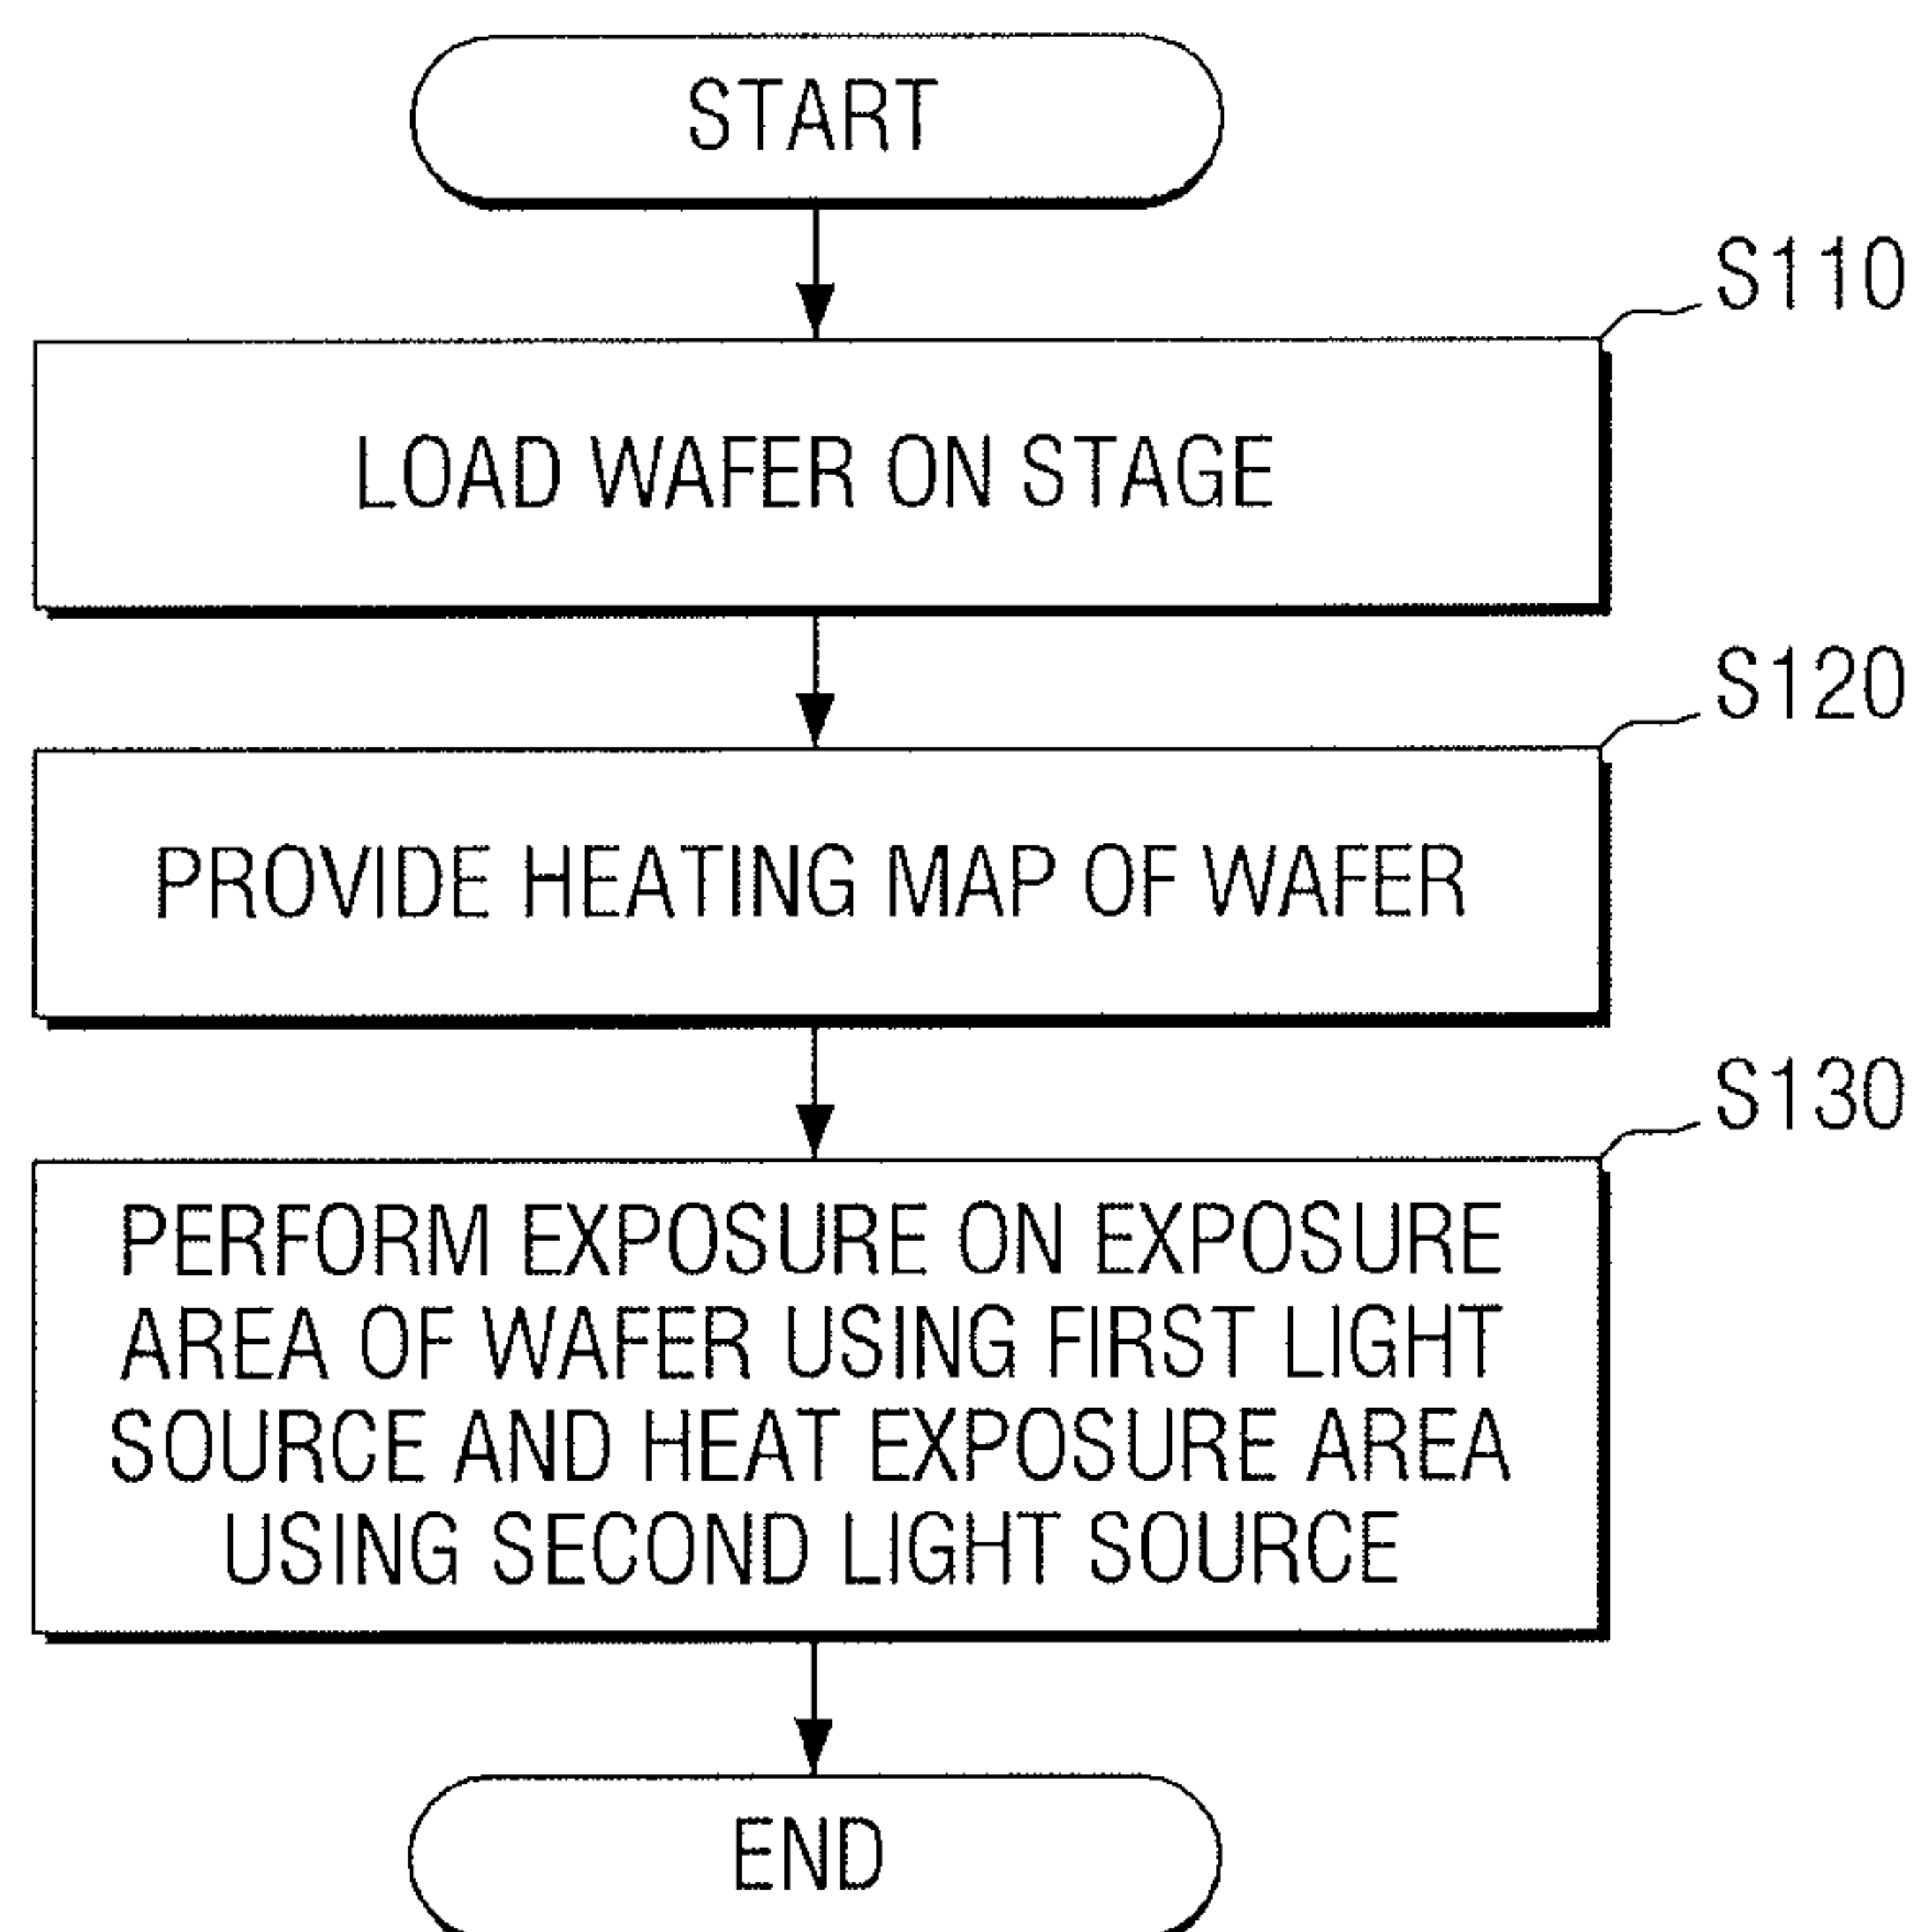 START
S110
LOAD WAFER ON STAGE
S120
PROVIDE HEATING MAP OF WAFER
S130
PERFORM EXPOSURE ON EXPOSURE
AREA OF WAFER USING FIRST LIGHT
SOURCE AND HEAT EXPOSURE AREA
USING SECOND LIGHT SOURCE
END